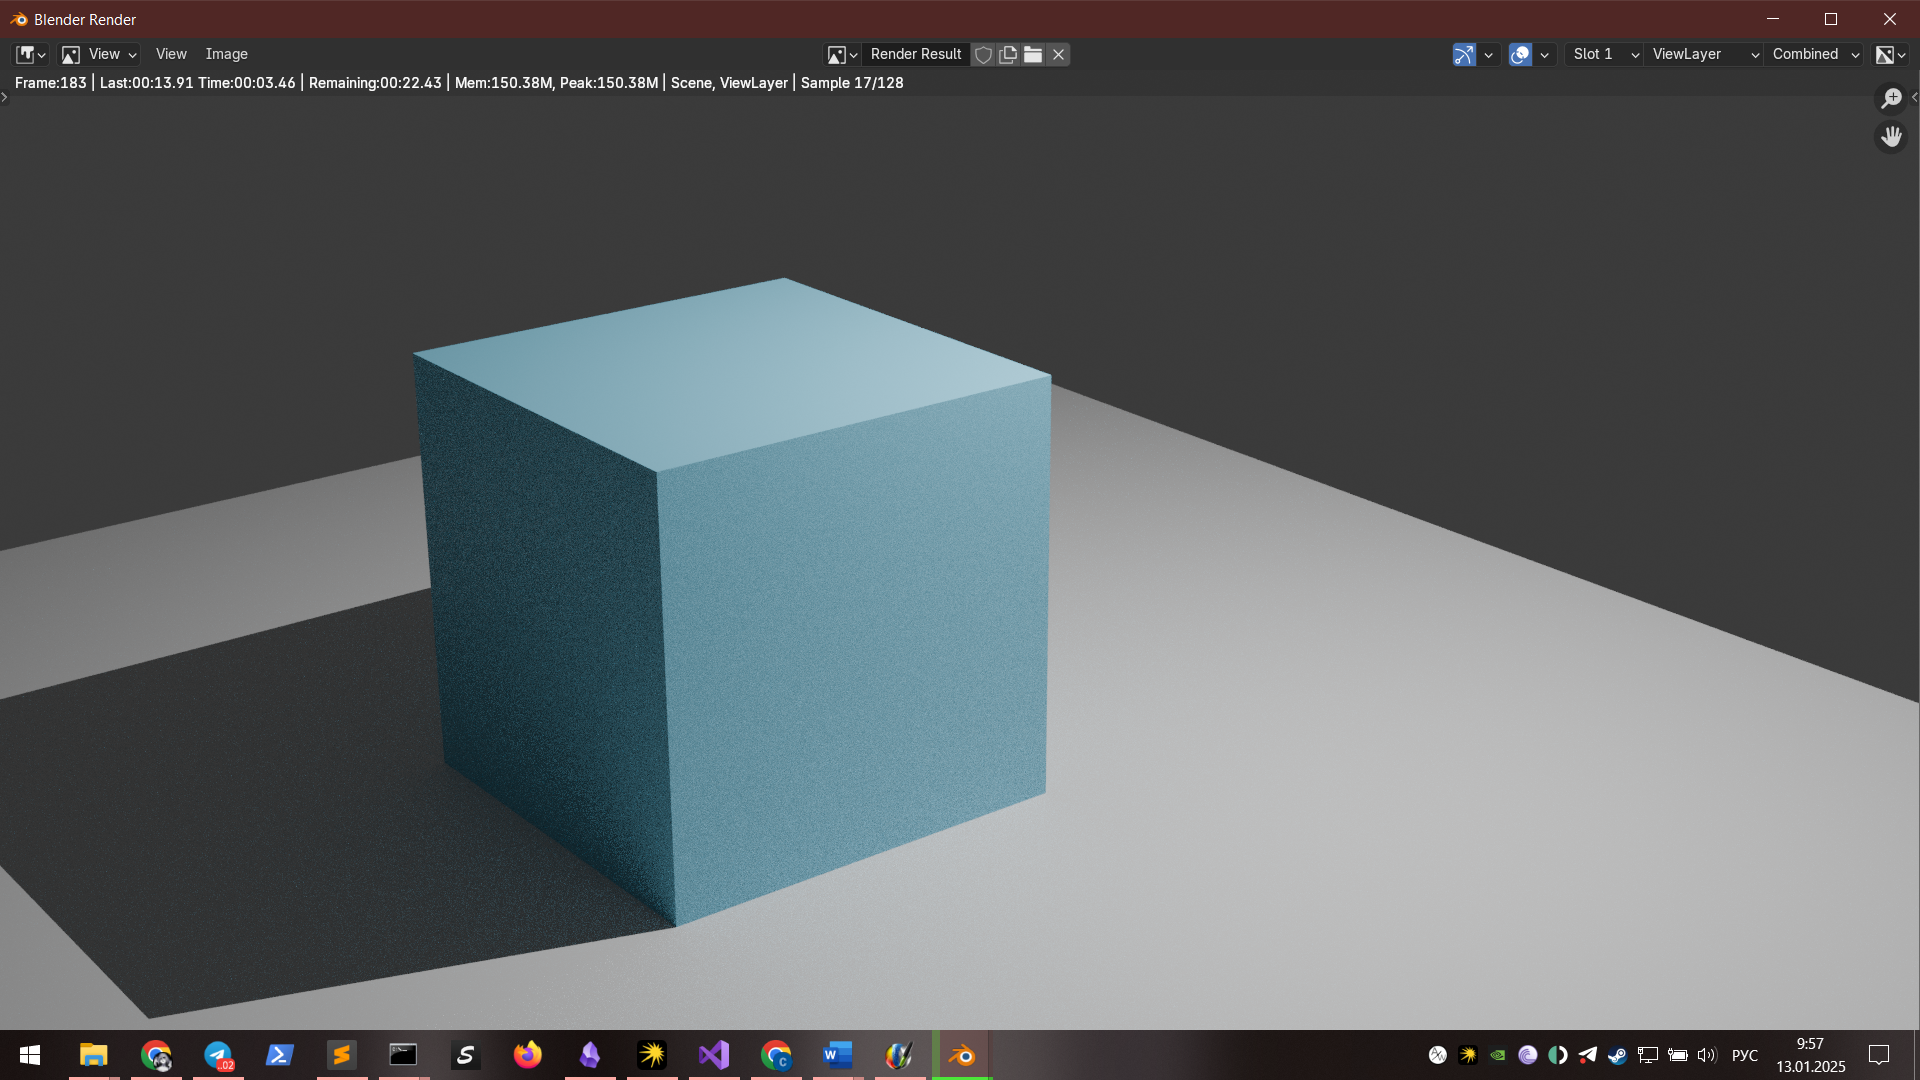 Blender Render
View View Image Render Result Slot 1 ViewLayer Combined
Frame:183 | Last:00:13.91 Time:00:03.46 | Remaining:00:22.43 | Mem:150.38M, Peak:150.38M | Scene, ViewLayer | Sample 17/128
.02
C
W
РУС
9:57
13.01.2025